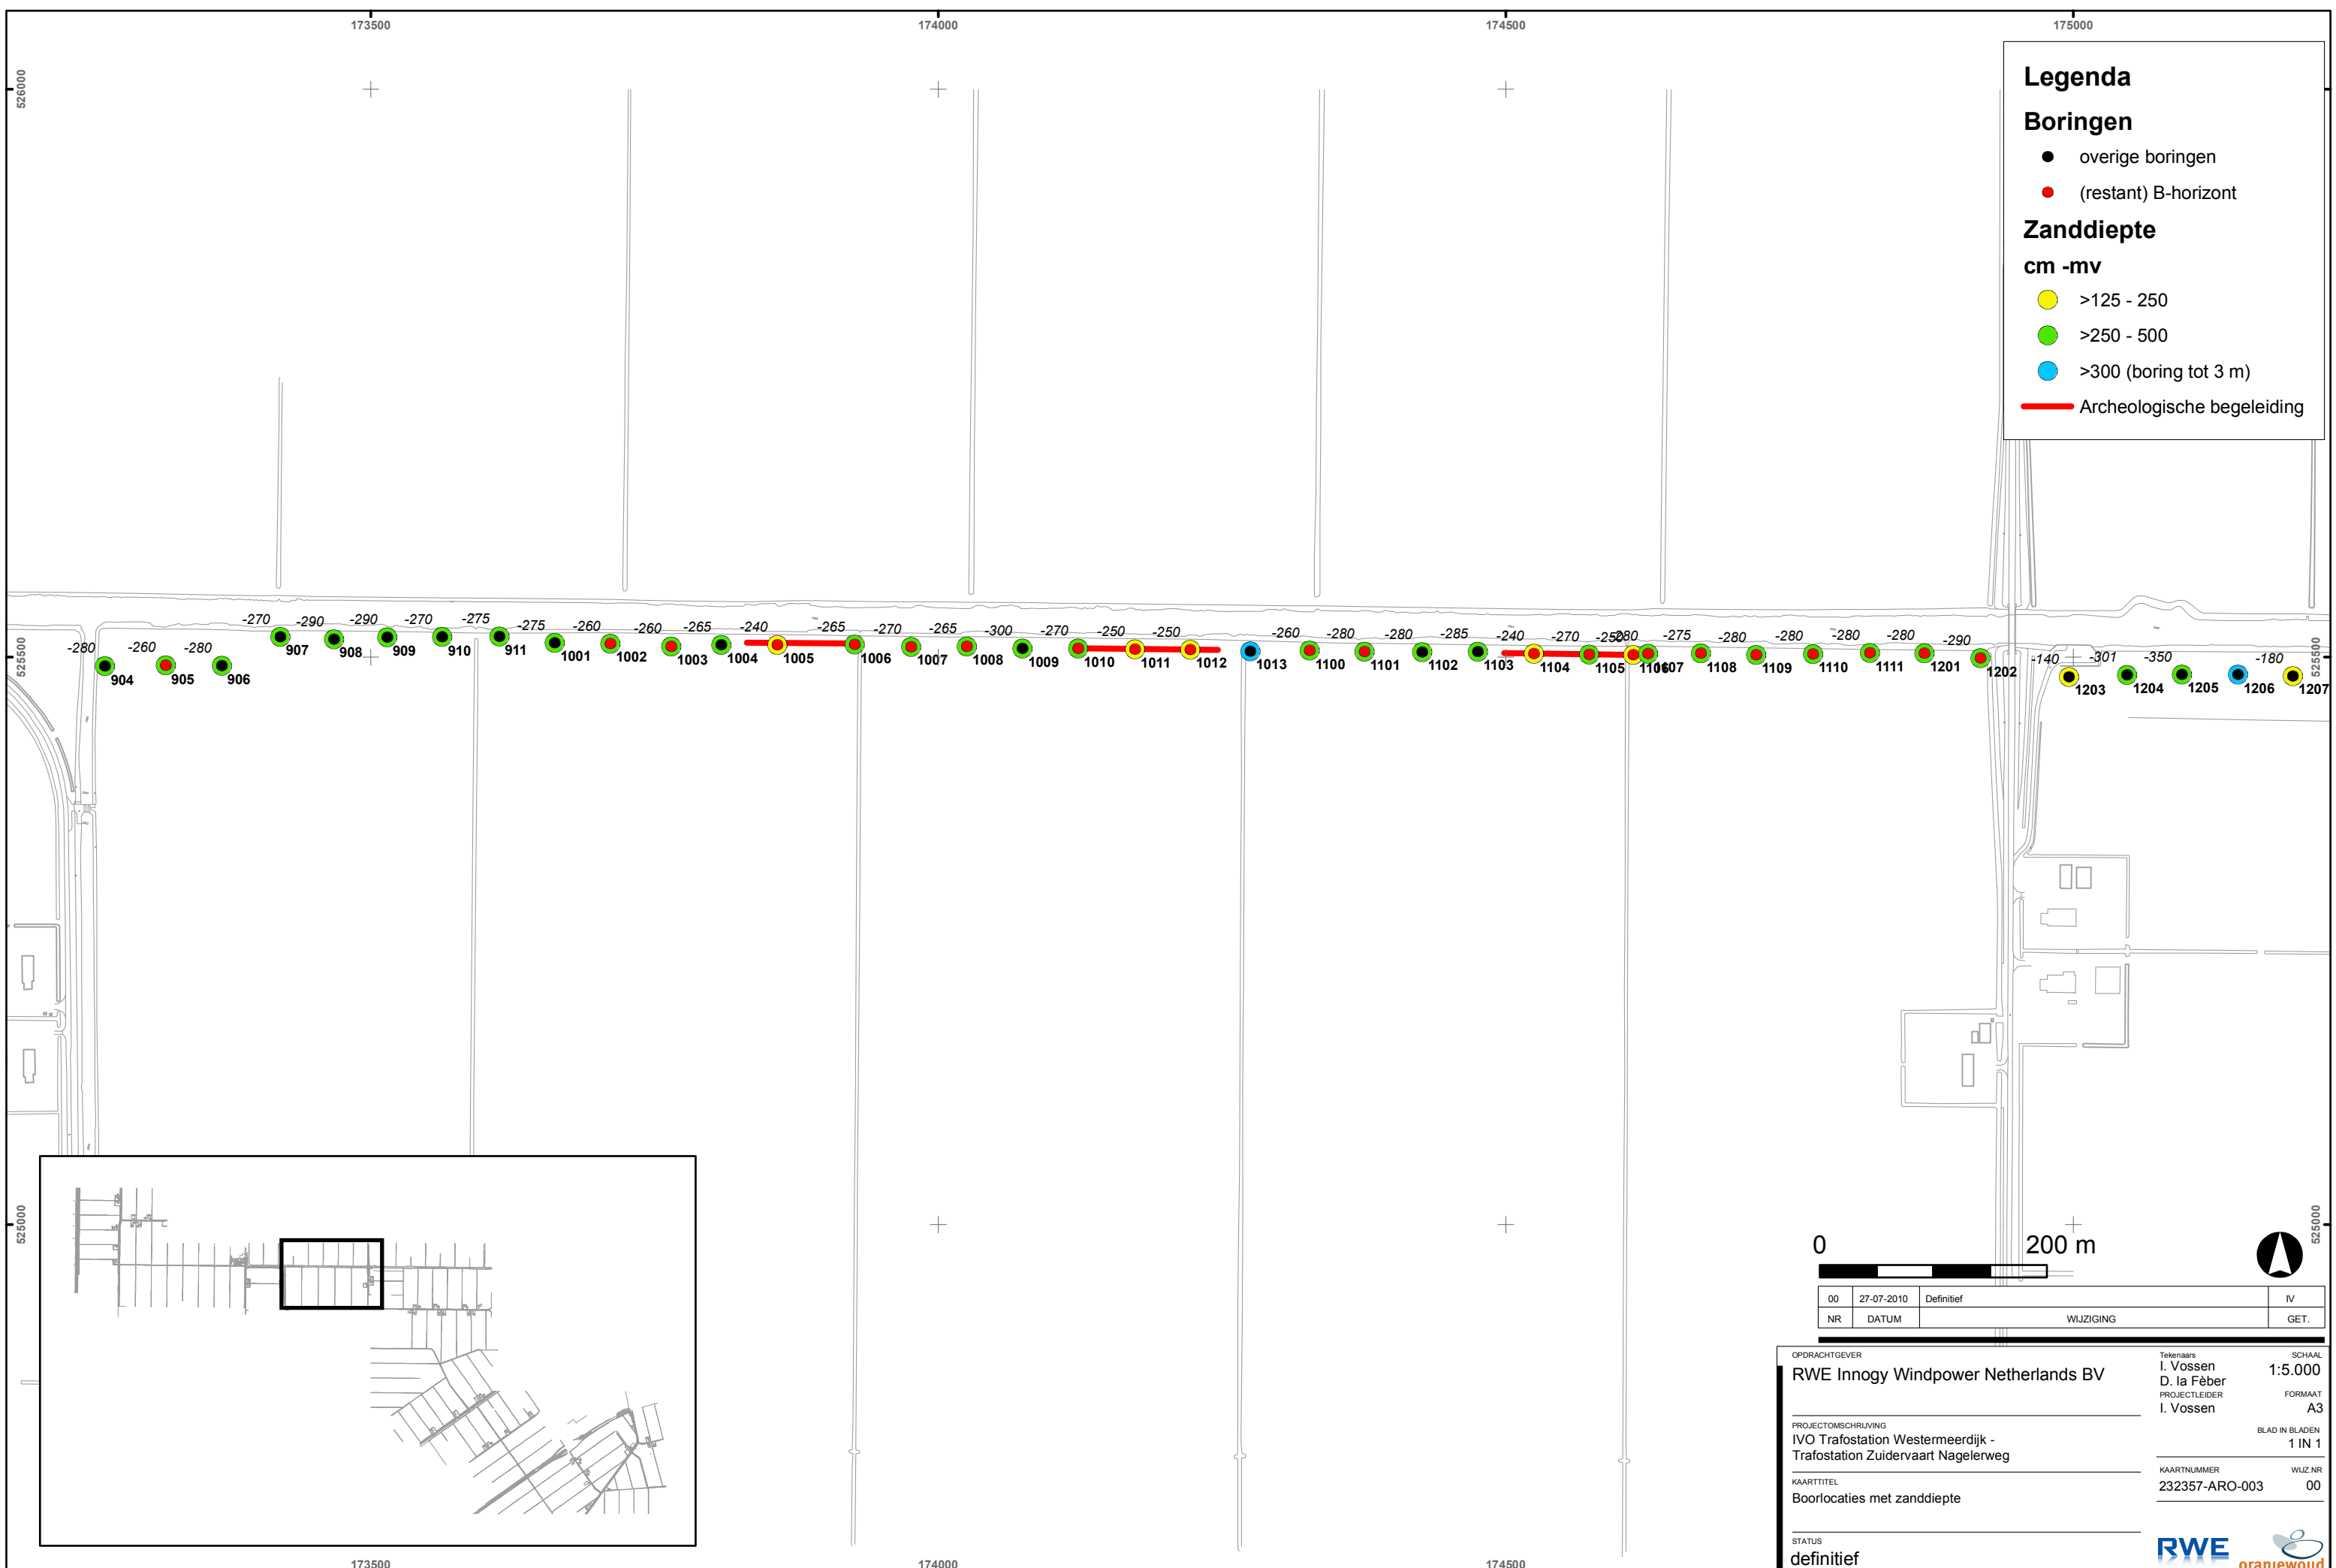 173500 174000 174500 175000
526000
Legenda
Boringen
overige boringen
(restant) B-horizont
Zanddiepte
cm -mv
>125 - 250
>250 - 500
>300 (boring tot 3 m)
Archeologische begeleiding
525500 525500
-280 -260 -280 -270 -290 -290 -270 -275 -275 -260 -260 -265 -240 -265 -270 -265 -300 -270 -250 -250 -260 -280 -280 -285 -240 -270 -250 -280 -275 -280 -280 -280 -280 -290 -140 -301 -350 -180
904 905 906 907 908 909 910 911 1001 1002 1003 1004 1005 1006 1007 1008 1009 1010 1011 1012 1013 1100 1101 1102 1103 1104 1105 1106 1107 1108 1109 1110 1111 1201 1202 1203 1204 1205 1206 1207
525000 525000
0 200 m
00 27-07-2010 Definitief IV
NR DATUM WIJZIGING GET.
OPDRACHTGEVER
RWE Innogy Windpower Netherlands BV
Tekenaars SCHAAL
I. Vossen 1:5.000
D. la Fèber
PROJECTLEIDER FORMAAT
I. Vossen A3
PROJECTOMSCHRIJVING
IVO Trafostation Westermeerdijk -
Trafostation Zuidervaart Nagelerweg
BLAD IN BLADEN
1 IN 1
KAARTTITEL
Boorlocaties met zanddiepte
KAARTNUMMER WIJZ.NR
232357-ARO-003 00
STATUS
definitief
RWE oranjewoud
173500 174000 174500